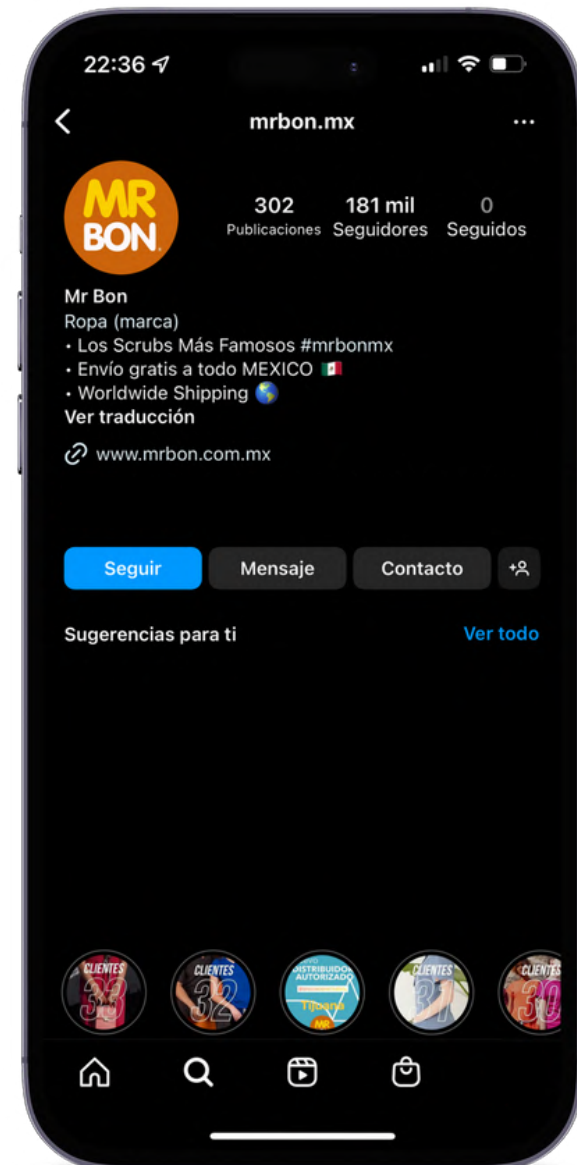 22:36
mrbon.mx
MR
BON
302 181 mil 0
Publicaciones Seguidores Seguidos
Mr Bon
Ropa (marca)
• Los Scrubs Más Famosos #mrbonmx
• Envío gratis a todo MEXICO 🇲🇽
• Worldwide Shipping 🌎
Ver traducción
www.mrbon.com.mx
Seguir Mensaje Contacto
Sugerencias para ti Ver todo
CLIENTES
33
CLIENTES
32
DISTRIBUIDOR
AUTORIZADO
Tijuana
MR
CLIENTES
31
CLIENTES
30